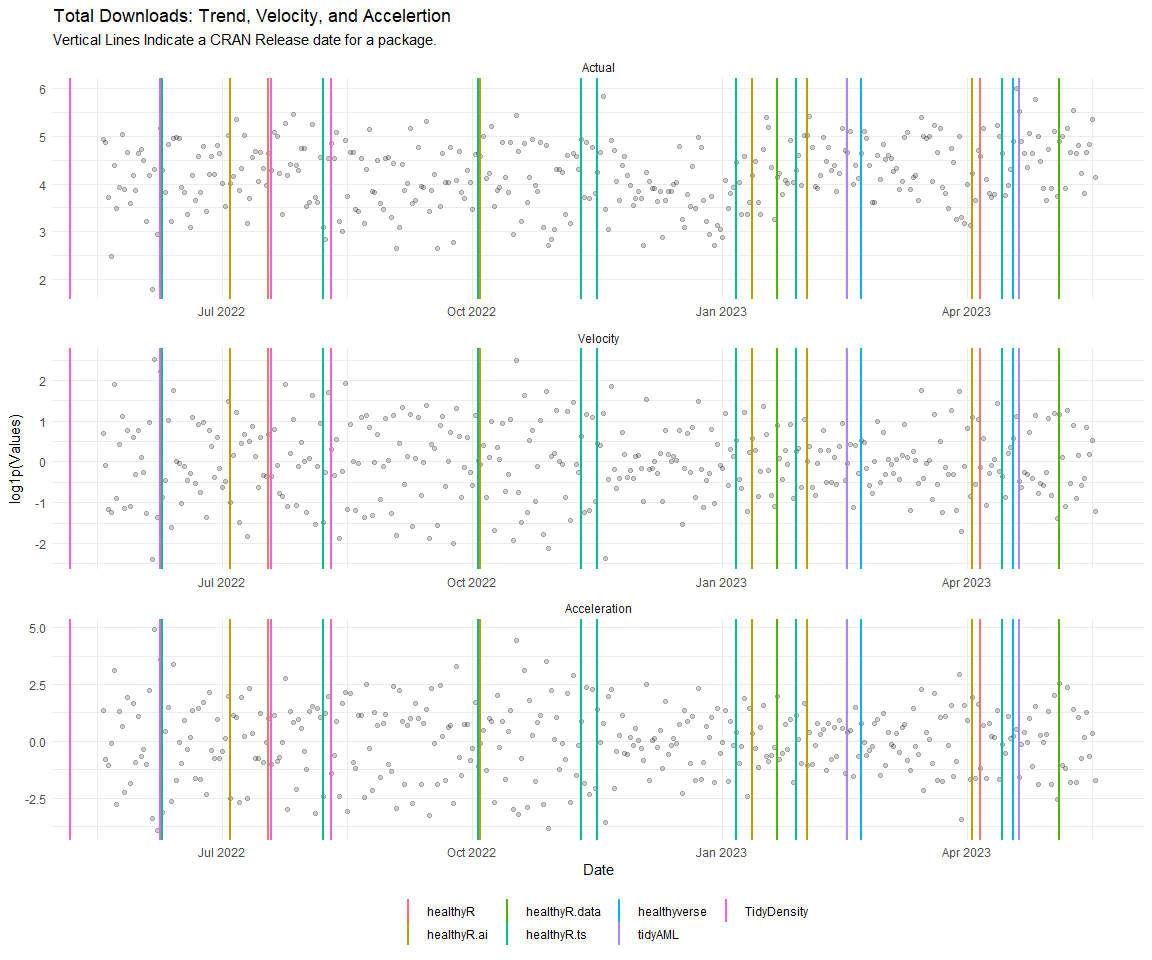 Total Downloads: Trend, Velocity, and Accelertion
Vertical Lines Indicate a CRAN Release date for a package.
Actual
6
5
4
3
2
Jul 2022 Oct 2022 Jan 2023 Apr 2023
Velocity
log1p(Values)
2
1
0
-1
-2
Jul 2022 Oct 2022 Jan 2023 Apr 2023
Acceleration
5.0
2.5
0.0
-2.5
Jul 2022 Oct 2022 Jan 2023 Apr 2023
Date
healthyR healthyR.data healthyverse TidyDensity
healthyR.ai healthyR.ts tidyAML